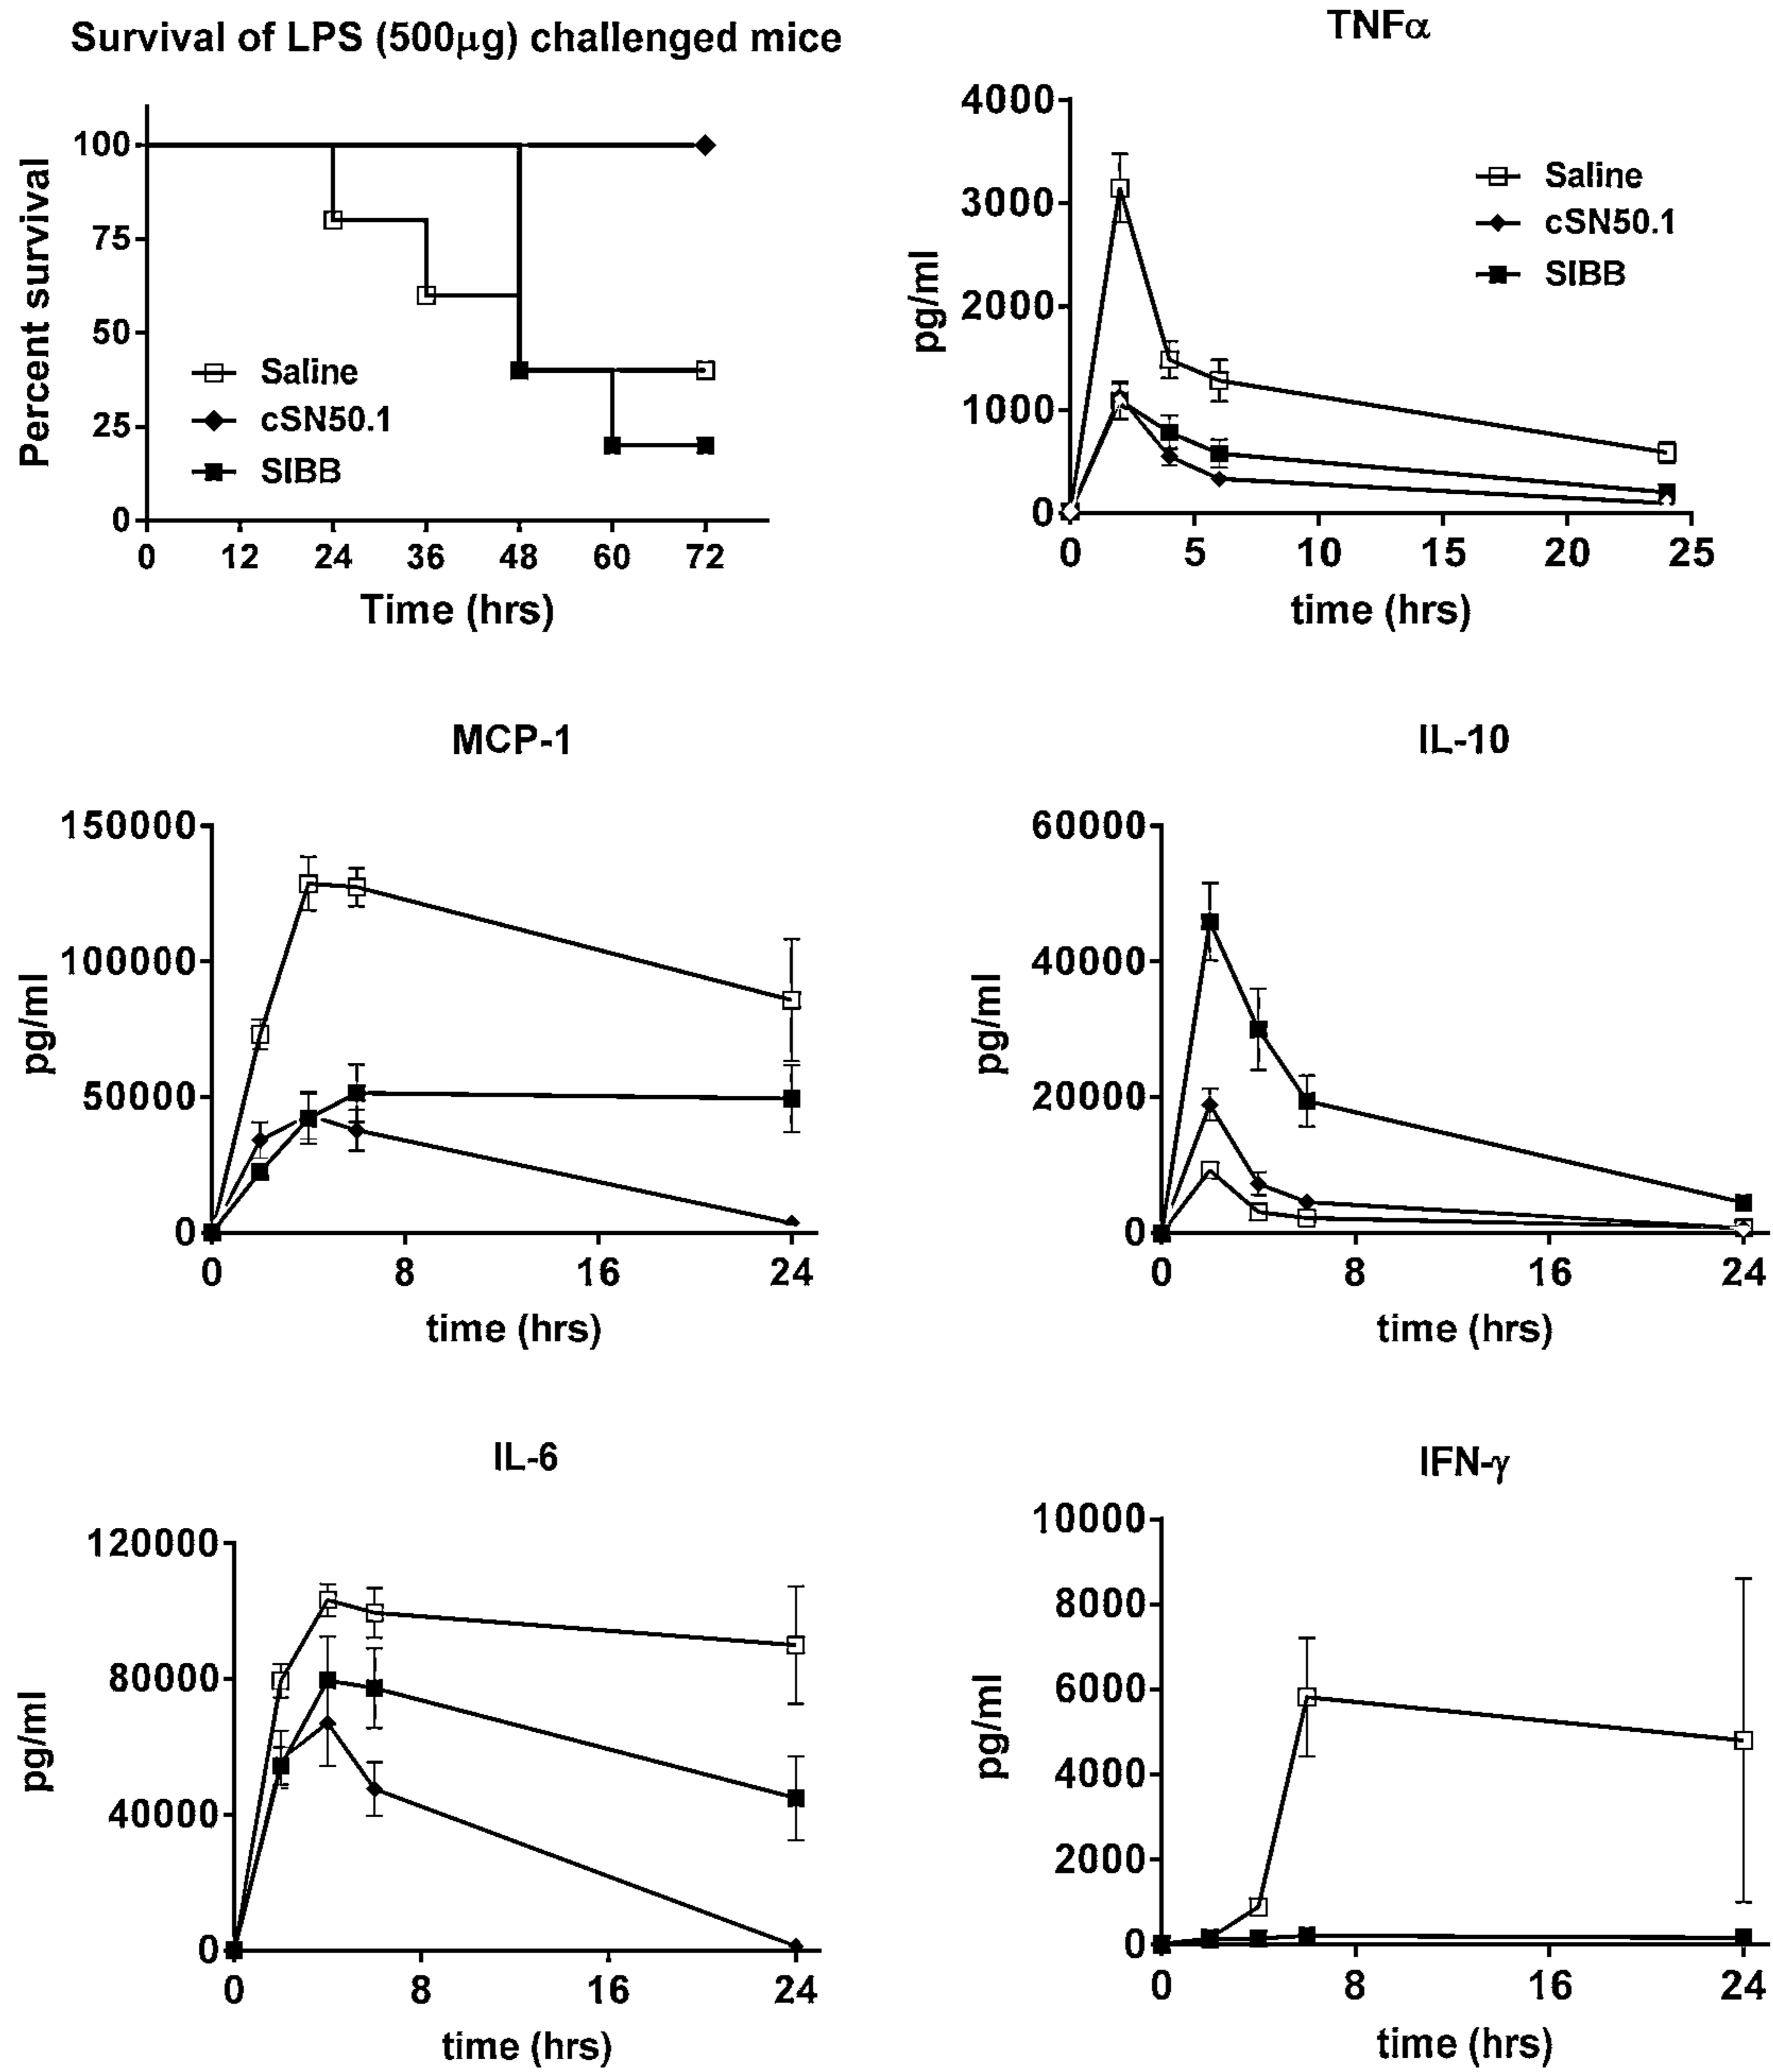 Survival of LPS (500μg) challenged mice
Percent survival
100
75
50
25
0
Saline
cSN50.1
SIBB
0 12 24 36 48 60 72
Time (hrs)
TNFα
pg/ml
4000
3000
2000
1000
0
Saline
cSN50.1
SIBB
0 5 10 15 20 25
time (hrs)
MCP-1
pg/ml
150000
100000
50000
0
0 8 16 24
time (hrs)
IL-10
pg/ml
60000
40000
20000
0
0 8 16 24
time (hrs)
IL-6
pg/ml
120000
80000
40000
0
0 8 16 24
time (hrs)
IFN-γ
pg/ml
10000
8000
6000
4000
2000
0
0 8 16 24
time (hrs)